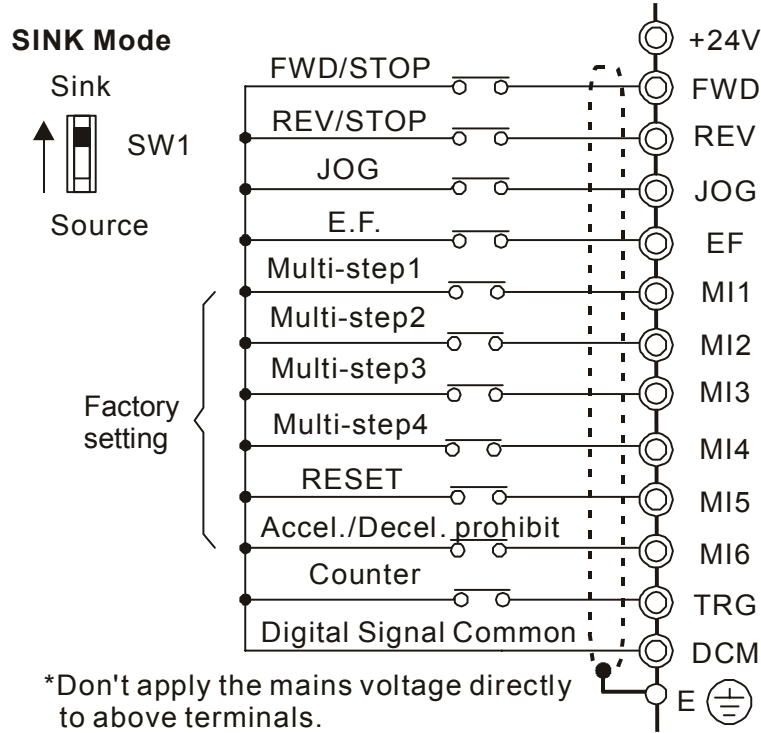 SINK Mode
Sink
SW1
Source
+24V
FWD/STOP
FWD
REV/STOP
REV
JOG
JOG
E.F.
EF
Multi-step1
MI1
Multi-step2
MI2
Multi-step3
MI3
Factory
setting
Multi-step4
MI4
RESET
MI5
Accel./Decel. prohibit
MI6
Counter
TRG
Digital Signal Common
DCM
E
*Don't apply the mains voltage directly
to above terminals.